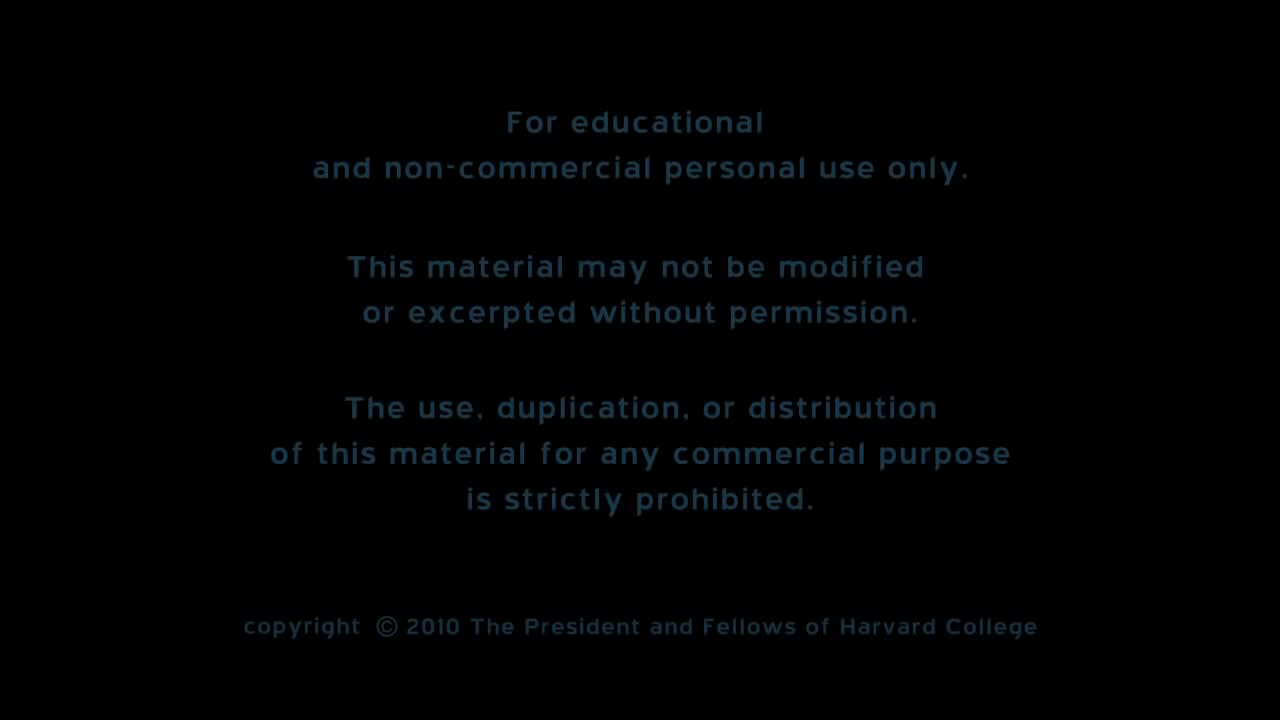 For educational
and non-commercial personal use only.
This material may not be modified
or excerpted without permission.
The use, duplication, or distribution
of this material for any commercial purpose
is strictly prohibited.
copyright © 2010 The President and Fellows of Harvard College